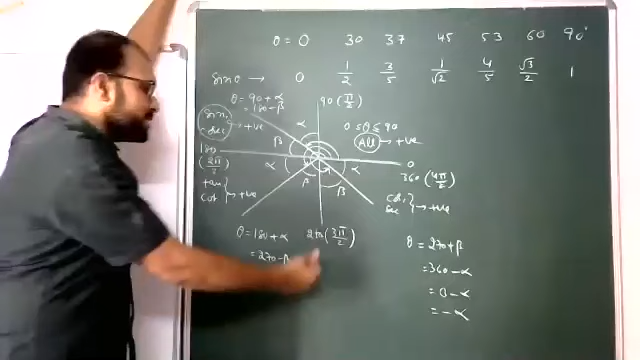 θ = 0 30 37 45 53 60 90°
sin θ → 0 1/2 3/5 1/√2 4/5 √3/2 1
θ = 90 + α
= 180 - β
90 (π/2)
sin, cosec → +ve
α
0 ≤ θ ≤ 90
All → +ve
β
180 (2π/2)
0
360 (4π/2)
α
α
tan, cot } → +ve
β
β
cos, sec } → +ve
θ = 180 + α
= 270 - β
270 (3π/2)
θ = 270 + β
= 360 - α
= 0 - α
= - α